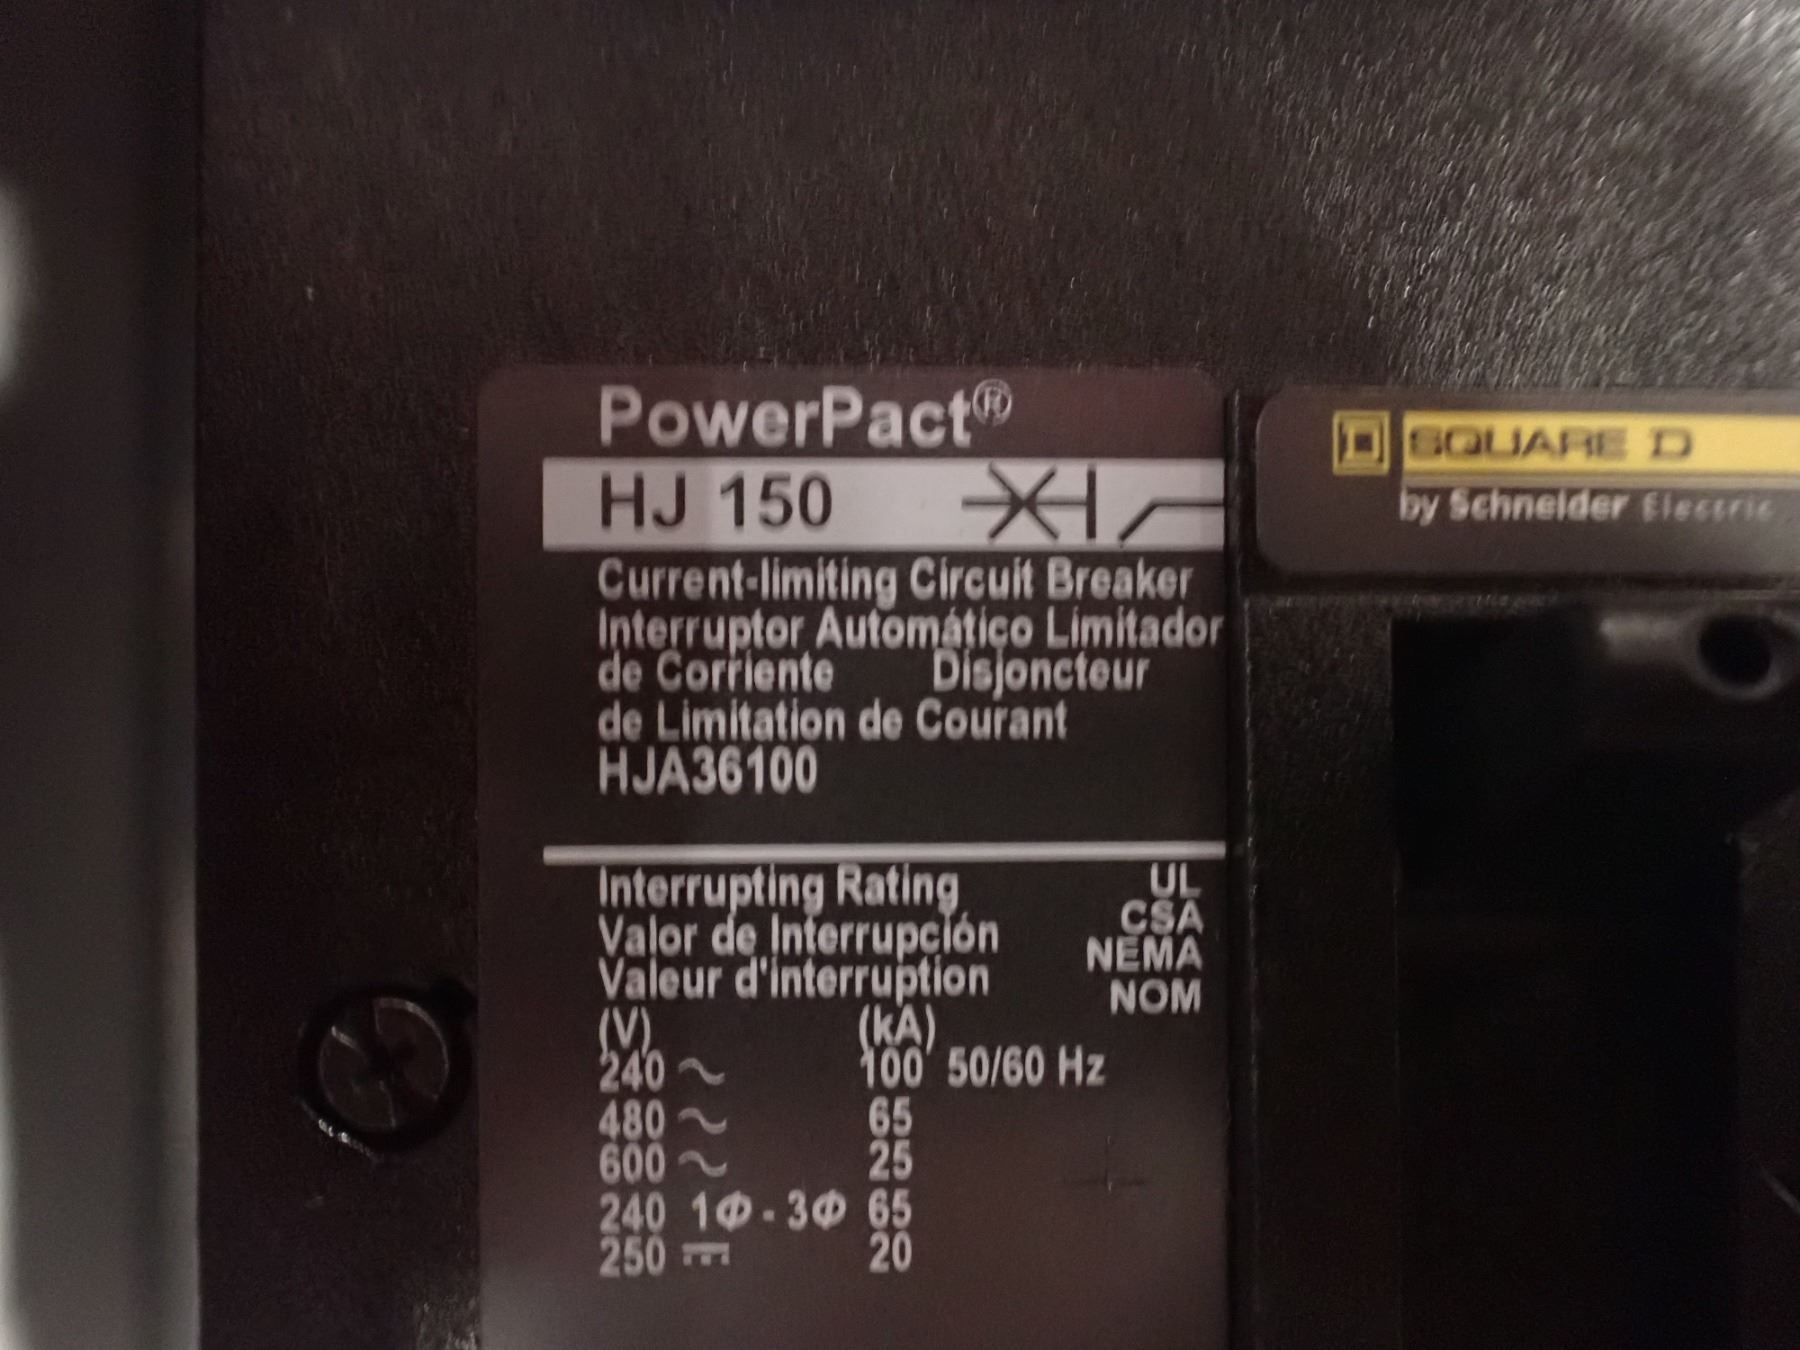 PowerPact®
HJ 150
Current-limiting Circuit Breaker
Interruptor Automático Limitador
de Corriente Disjoncteur
de Limitation de Courant
HJA36100
Interrupting Rating UL
Valor de Interrupción CSA
Valeur d'interruption NEMA
NOM
(V) (kA)
240 ~ 100 50/60 Hz
480 ~ 65
600 ~ 25
240 1Φ - 3Φ 65
250 ⎓ 20
SQUARE D
by Schneider Electric